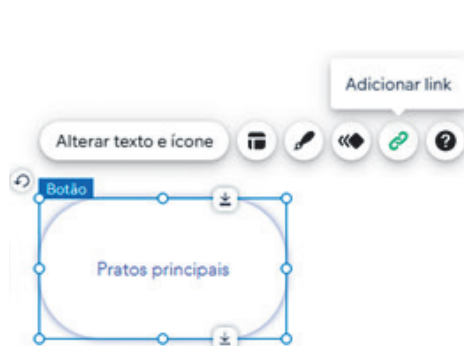 Adicionar link
Alterar texto e ícone
Botão
Pratos principais